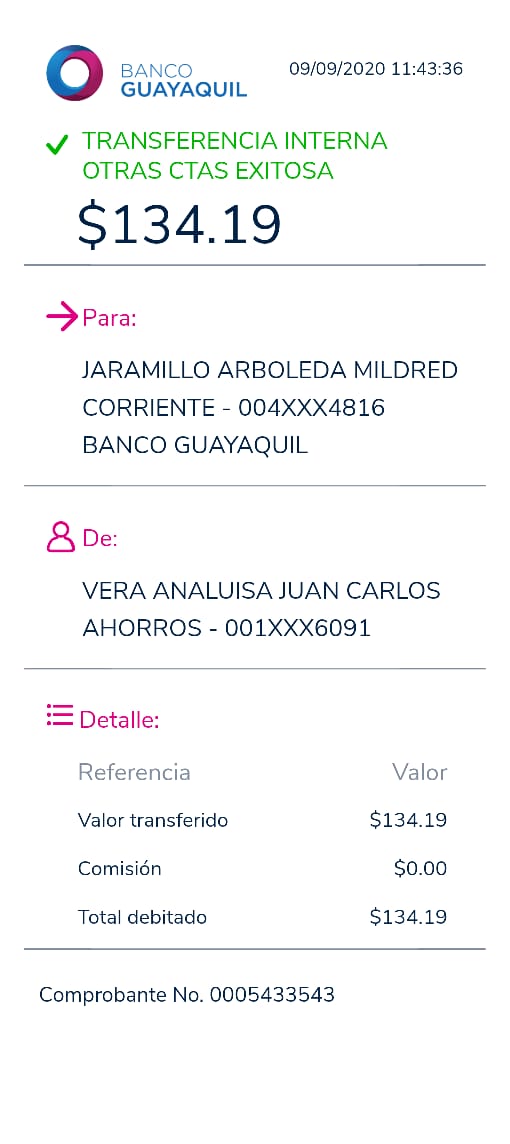 BANCO
GUAYAQUIL
09/09/2020 11:43:36
TRANSFERENCIA INTERNA
OTRAS CTAS EXITOSA
$134.19
Para:
JARAMILLO ARBOLEDA MILDRED
CORRIENTE - 004XXX4816
BANCO GUAYAQUIL
De:
VERA ANALUISA JUAN CARLOS
AHORROS - 001XXX6091
Detalle:
Referencia Valor
Valor transferido $134.19
Comisión $0.00
Total debitado $134.19
Comprobante No. 0005433543